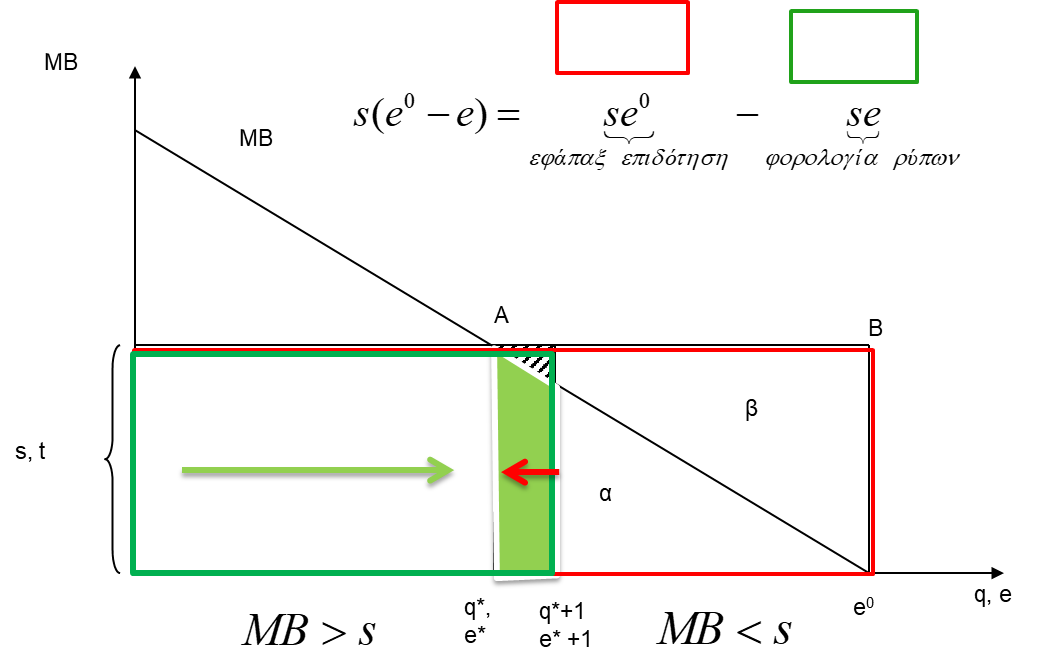 MB
MB
s(e⁰ − e) = se⁰ − se
εφάπαξ επιδότηση φορολογία ρύπων
A
B
β
s, t
α
q*,
e*
q*+1
e* +1
e⁰
q, e
MB > s
MB < s